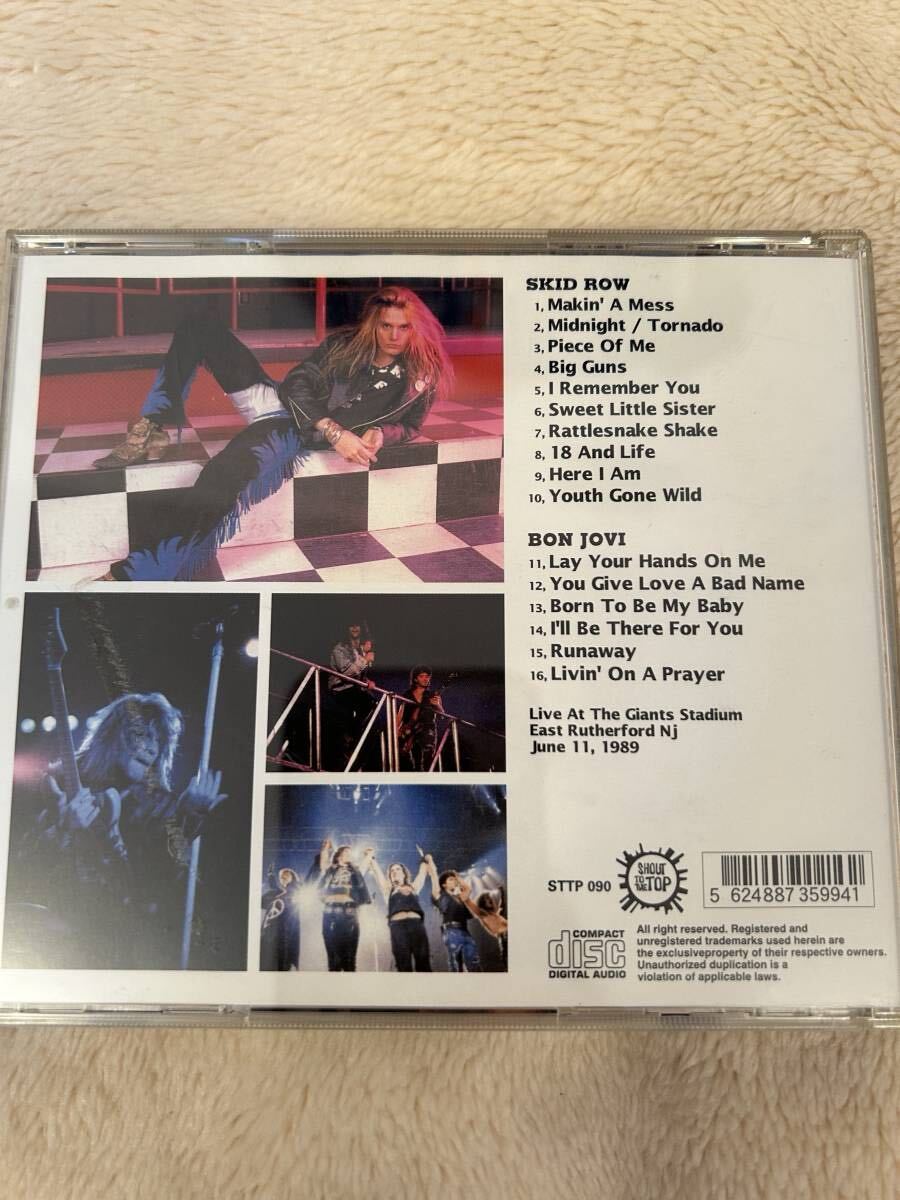 SKID ROW
1, Makin' A Mess
2, Midnight / Tornado
3, Piece Of Me
4, Big Guns
5, I Remember You
6, Sweet Little Sister
7, Rattlesnake Shake
8, 18 And Life
9, Here I Am
10, Youth Gone Wild
BON JOVI
11, Lay Your Hands On Me
12, You Give Love A Bad Name
13, Born To Be My Baby
14, I'll Be There For You
15, Runaway
16, Livin' On A Prayer
Live At The Giants Stadium
East Rutherford Nj
June 11, 1989
STTP 090
SHOUT
TO THE
TOP
5 624887 359941
COMPACT
disc
DIGITAL AUDIO
All right reserved. Registered and
unregistered trademarks used herein are
the exclusiveproperty of their respective owners.
Unauthorized duplication is a
violation of applicable laws.